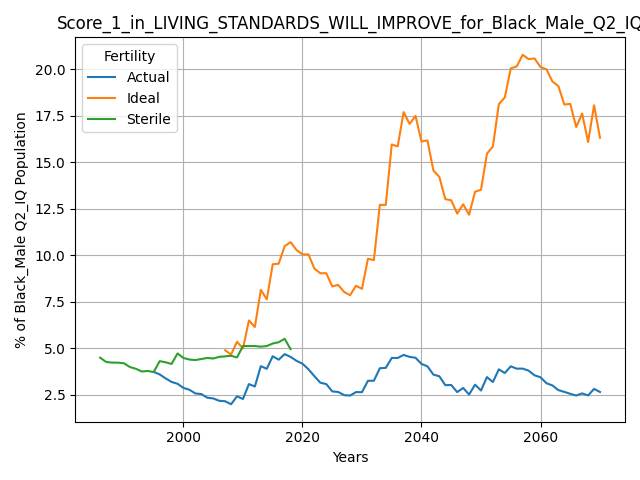 Score_1_in_LIVING_STANDARDS_WILL_IMPROVE_for_Black_Male_Q2_IQ
Fertility
Actual
Ideal
Sterile
% of Black_Male Q2_IQ Population
20.0
17.5
15.0
12.5
10.0
7.5
5.0
2.5
2000
2020
2040
2060
Years